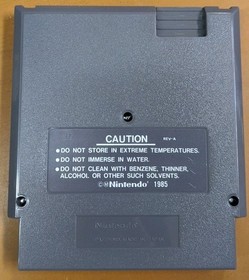 CAUTION REV-A
• DO NOT STORE IN EXTREME TEMPERATURES.
• DO NOT IMMERSE IN WATER.
• DO NOT CLEAN WITH BENZENE, THINNER,
ALCOHOL OR OTHER SUCH SOLVENTS.
©Nintendo® 1985